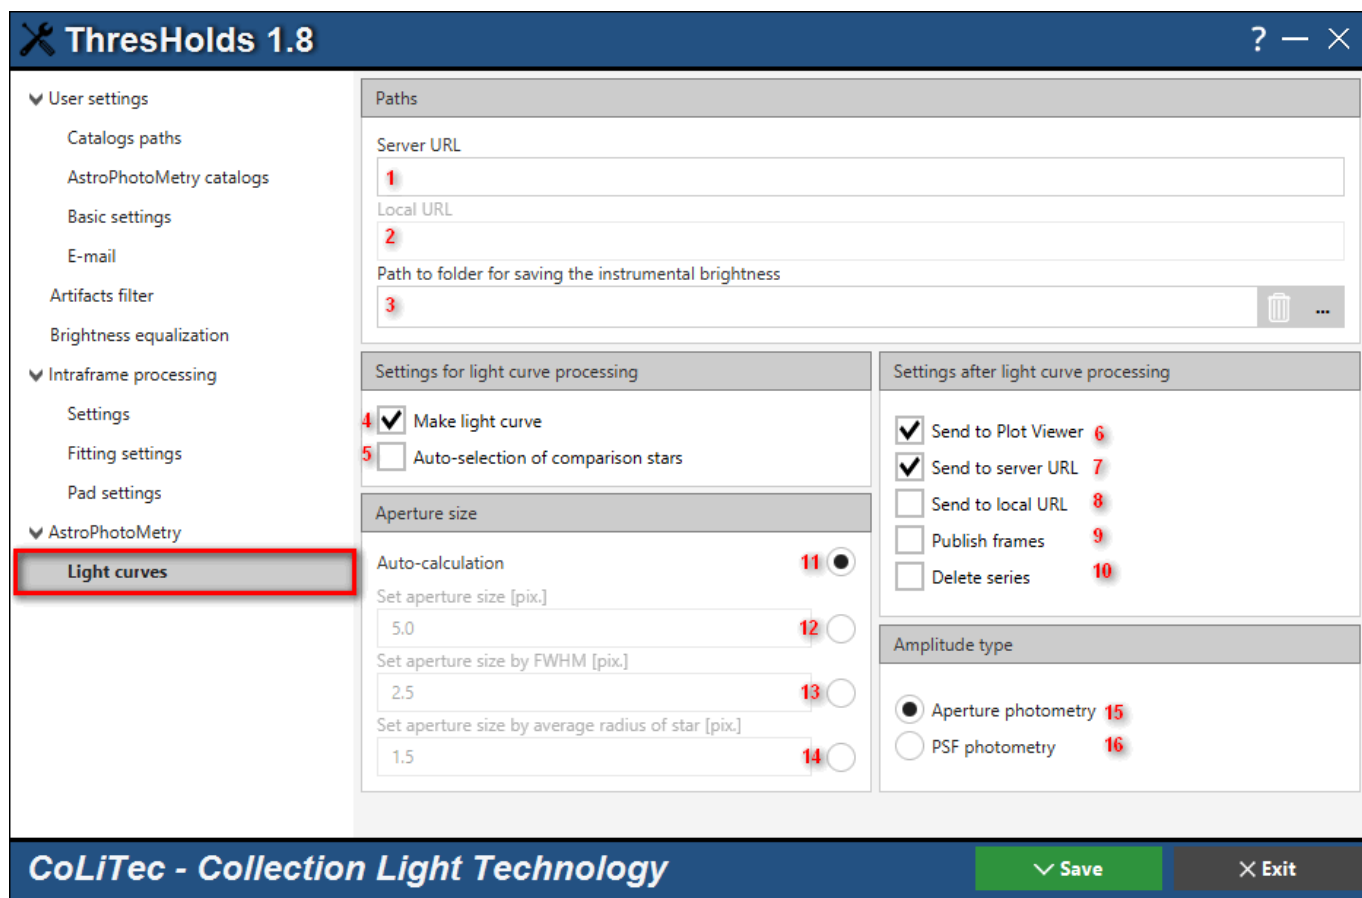 ThresHolds 1.8
?
User settings
Catalogs paths
AstroPhotoMetry catalogs
Basic settings
E-mail
Artifacts filter
Brightness equalization
Intraframe processing
Settings
Fitting settings
Pad settings
AstroPhotoMetry
Light curves
Paths
Server URL
1
Local URL
2
Path to folder for saving the instrumental brightness
3
...
Settings for light curve processing
4 Make light curve
5 Auto-selection of comparison stars
Aperture size
Auto-calculation 11
Set aperture size [pix.]
5.0 12
Set aperture size by FWHM [pix.]
2.5 13
Set aperture size by average radius of star [pix.]
1.5 14
Settings after light curve processing
Send to Plot Viewer 6
Send to server URL 7
Send to local URL 8
Publish frames 9
Delete series 10
Amplitude type
Aperture photometry 15
PSF photometry 16
CoLiTec - Collection Light Technology
Save
Exit